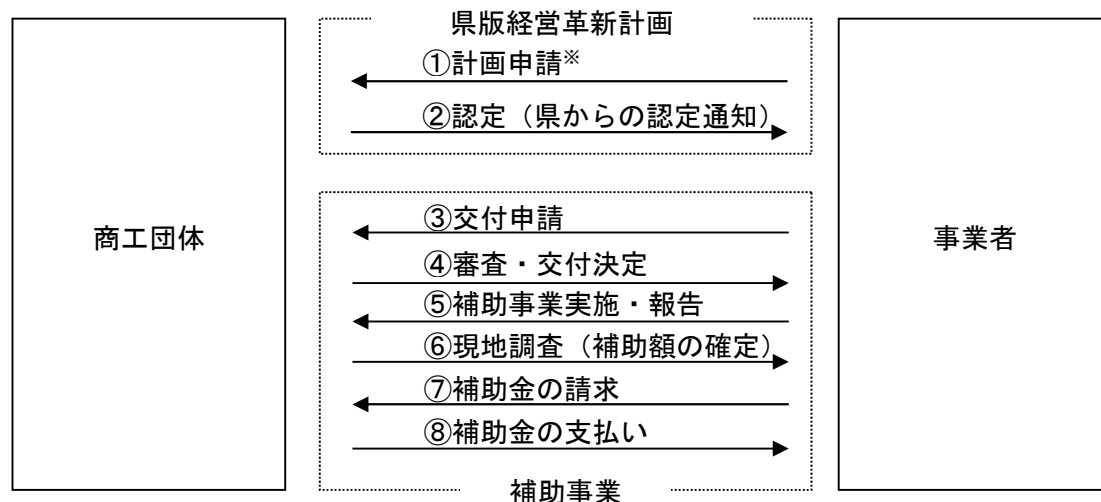 県版経営革新計画
①計画申請※
②認定（県からの認定通知）
商工団体
事業者
③交付申請
④審査・交付決定
⑤補助事業実施・報告
⑥現地調査（補助額の確定）
⑦補助金の請求
⑧補助金の支払い
補助事業